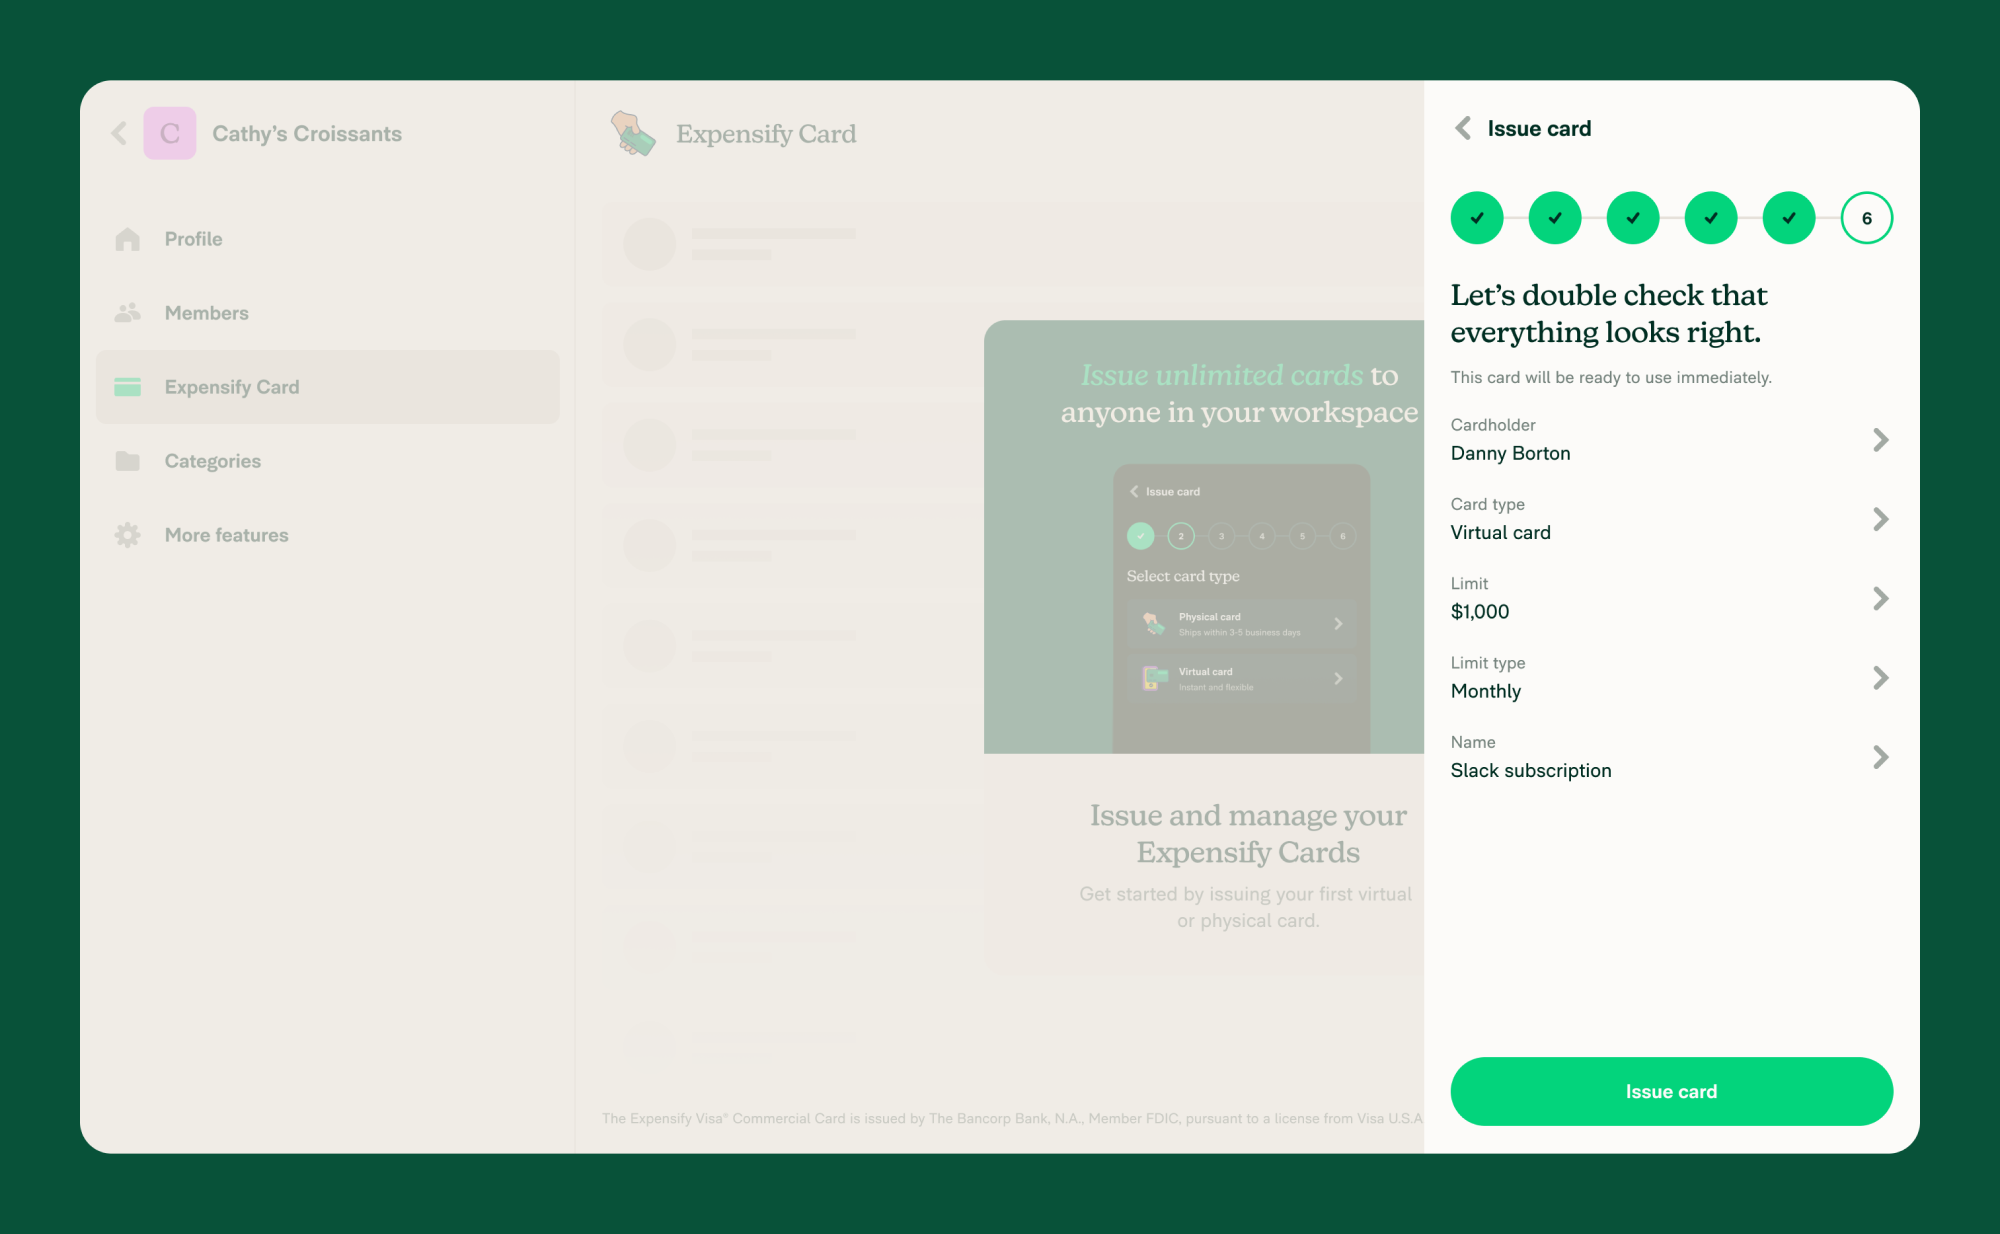 C
Cathy's Croissants
Profile
Members
Expensify Card
Categories
More features
Expensify Card
Issue unlimited cards to
anyone in your workspace
Issue card
2
3
4
5
6
Select card type
Physical card
Ships within 3-5 business days
Virtual card
Instant and flexible
Issue and manage your
Expensify Cards
Get started by issuing your first virtual
or physical card.
The Expensify Visa® Commercial Card is issued by The Bancorp Bank, N.A., Member FDIC, pursuant to a license from Visa U.S.A
Issue card
6
Let's double check that
everything looks right.
This card will be ready to use immediately.
Cardholder
Danny Borton
Card type
Virtual card
Limit
$1,000
Limit type
Monthly
Name
Slack subscription
Issue card